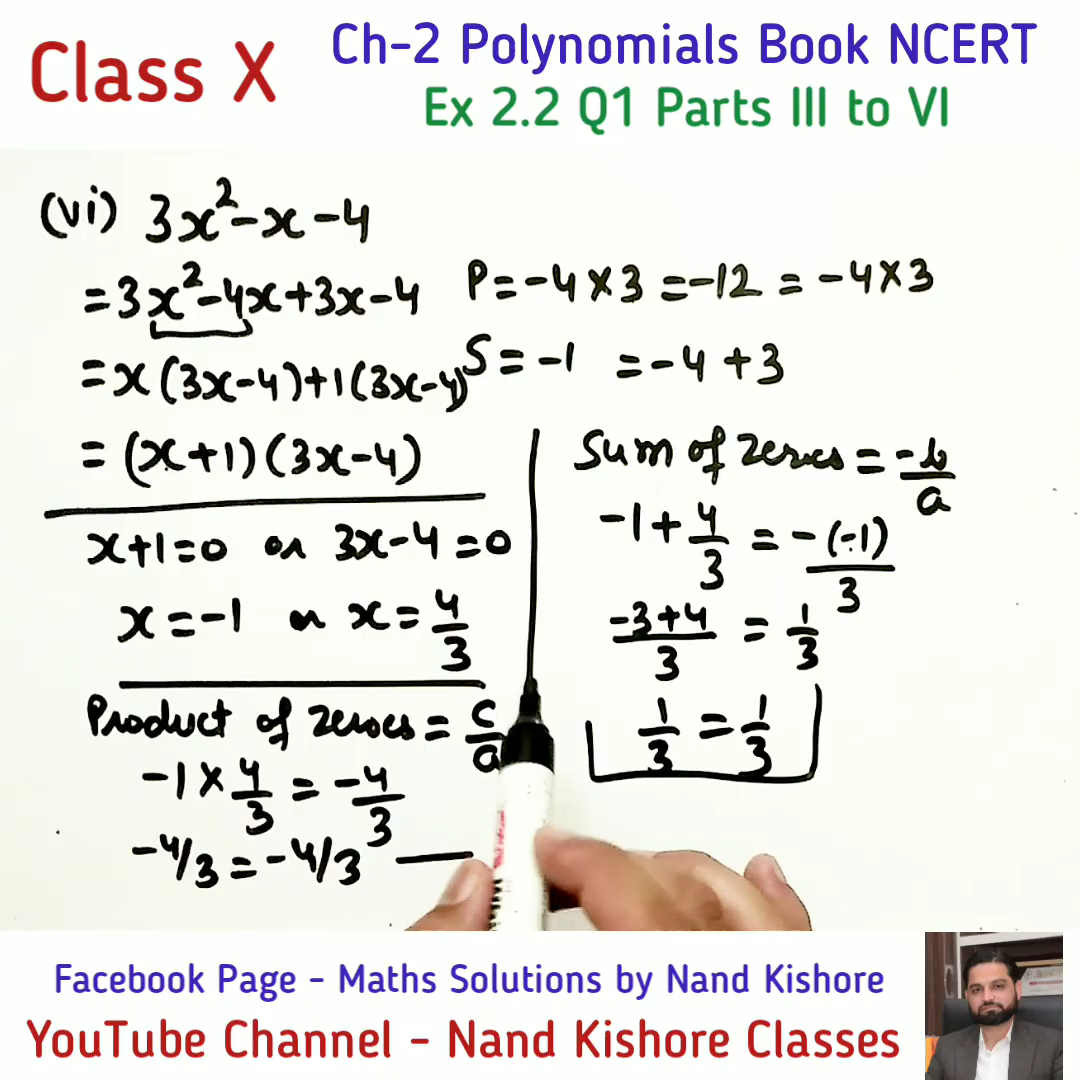 Class X
Ch-2 Polynomials Book NCERT
Ex 2.2 Q1 Parts III to VI
(vi) 3x²-x-4
=3x²-4x+3x-4
P=-4×3=-12=-4×3
=x(3x-4)+1(3x-4)
S=-1 =-4+3
=(x+1)(3x-4)
x+1=0 or 3x-4=0
x=-1 or x=4/3
Product of zeroes=c/a
-1×4/3=-4/3
-4/3=-4/3
Sum of zeroes=-b/a
-1+4/3=-(-1)/3
-3+4/3=1/3
1/3=1/3
Facebook Page - Maths Solutions by Nand Kishore
YouTube Channel - Nand Kishore Classes